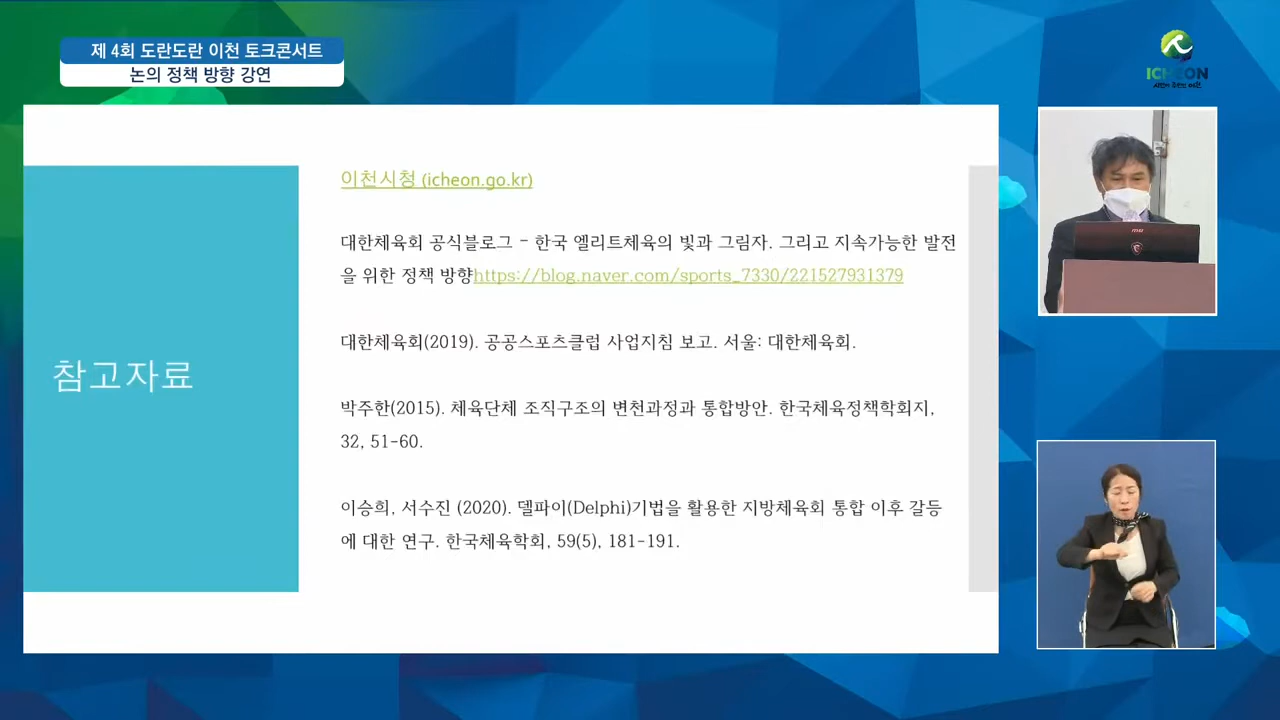 제 4회 도란도란 이천 토크콘서트
논의 정책 방향 강연
ICHEON
참고자료
이천시청 (icheon.go.kr)
대한체육회 공식블로그 - 한국 엘리트체육의 빛과 그림자. 그리고 지속가능한 발전
을 위한 정책 방향https://blog.naver.com/sports_7330/221527931379
대한체육회(2019). 공공스포츠클럽 사업지침 보고. 서울: 대한체육회.
박주한(2015). 체육단체 조직구조의 변천과정과 통합방안. 한국체육정책학회지,
32, 51-60.
이승희, 서수진 (2020). 델파이(Delphi)기법을 활용한 지방체육회 통합 이후 갈등
에 대한 연구. 한국체육학회, 59(5), 181-191.
msi